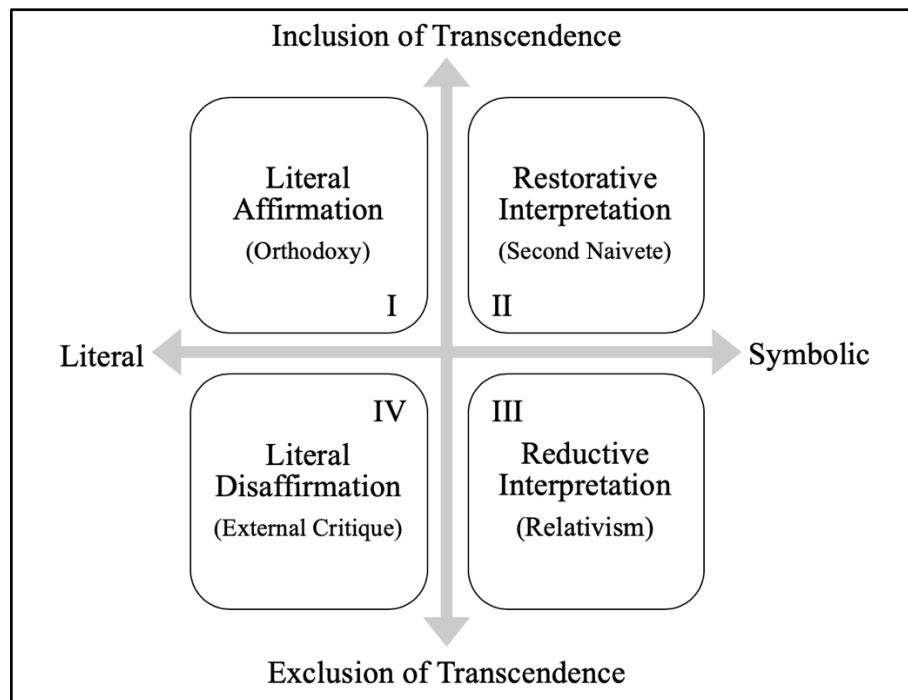 Inclusion of Transcendence
Literal
Affirmation
(Orthodoxy)
I
Restorative
Interpretation
(Second Naivete)
II
Literal
Symbolic
IV
Literal
Disaffirmation
(External Critique)
III
Reductive
Interpretation
(Relativism)
Exclusion of Transcendence